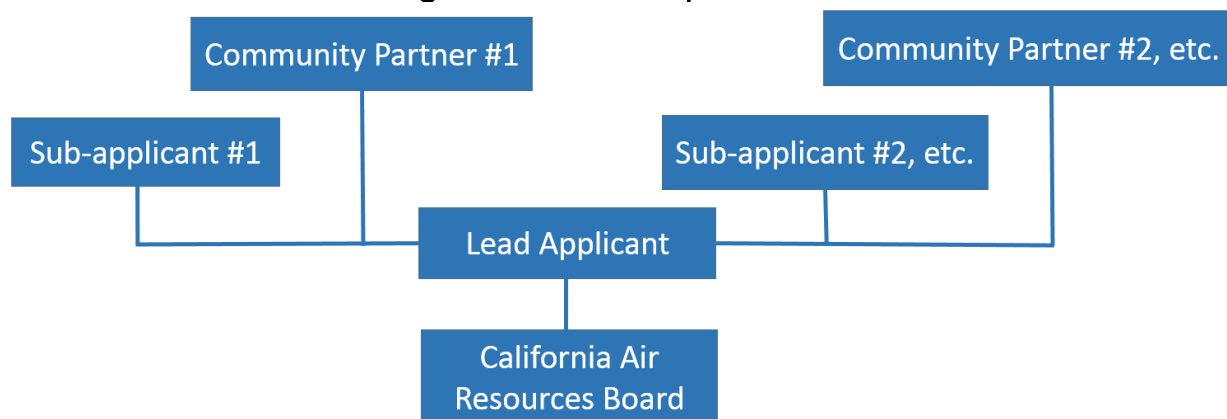 Community Partner #1
Community Partner #2, etc.
Sub-applicant #1
Sub-applicant #2, etc.
Lead Applicant
California Air
Resources Board